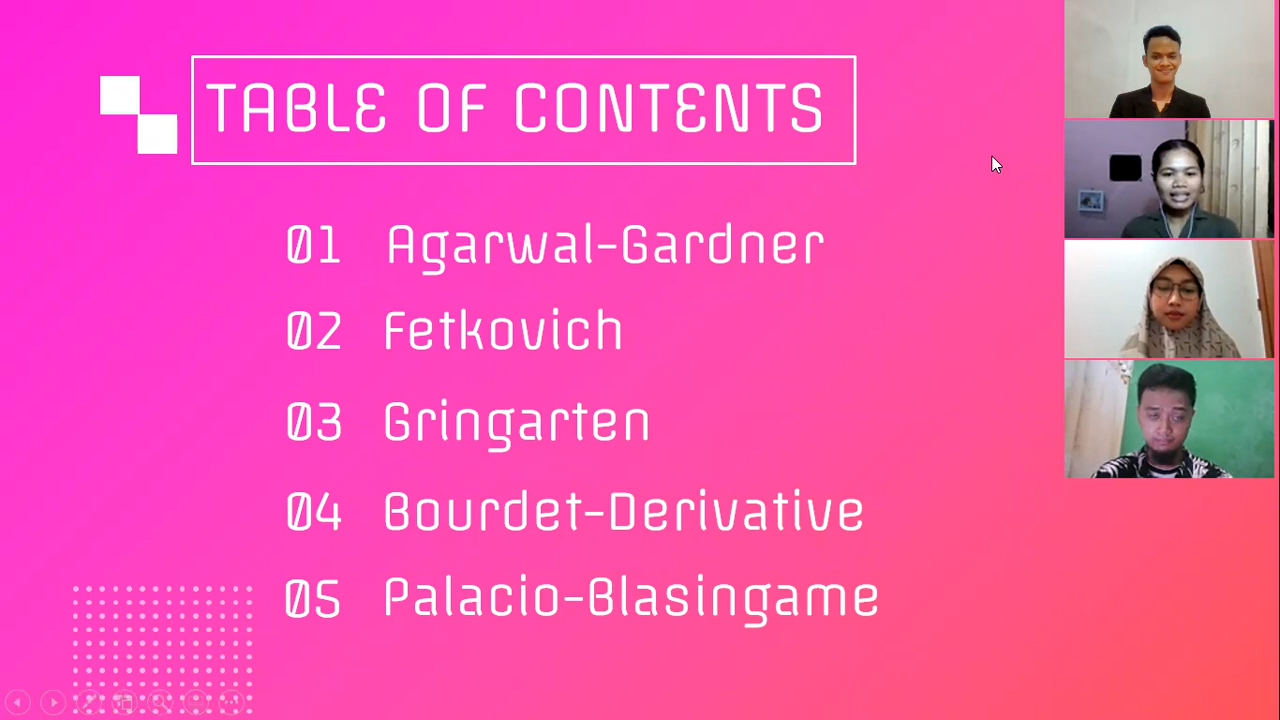 TABLE OF CONTENTS
01 Agarwal-Gardner
02 Fetkovich
03 Gringarten
04 Bourdet-Derivative
05 Palacio-Blasingame